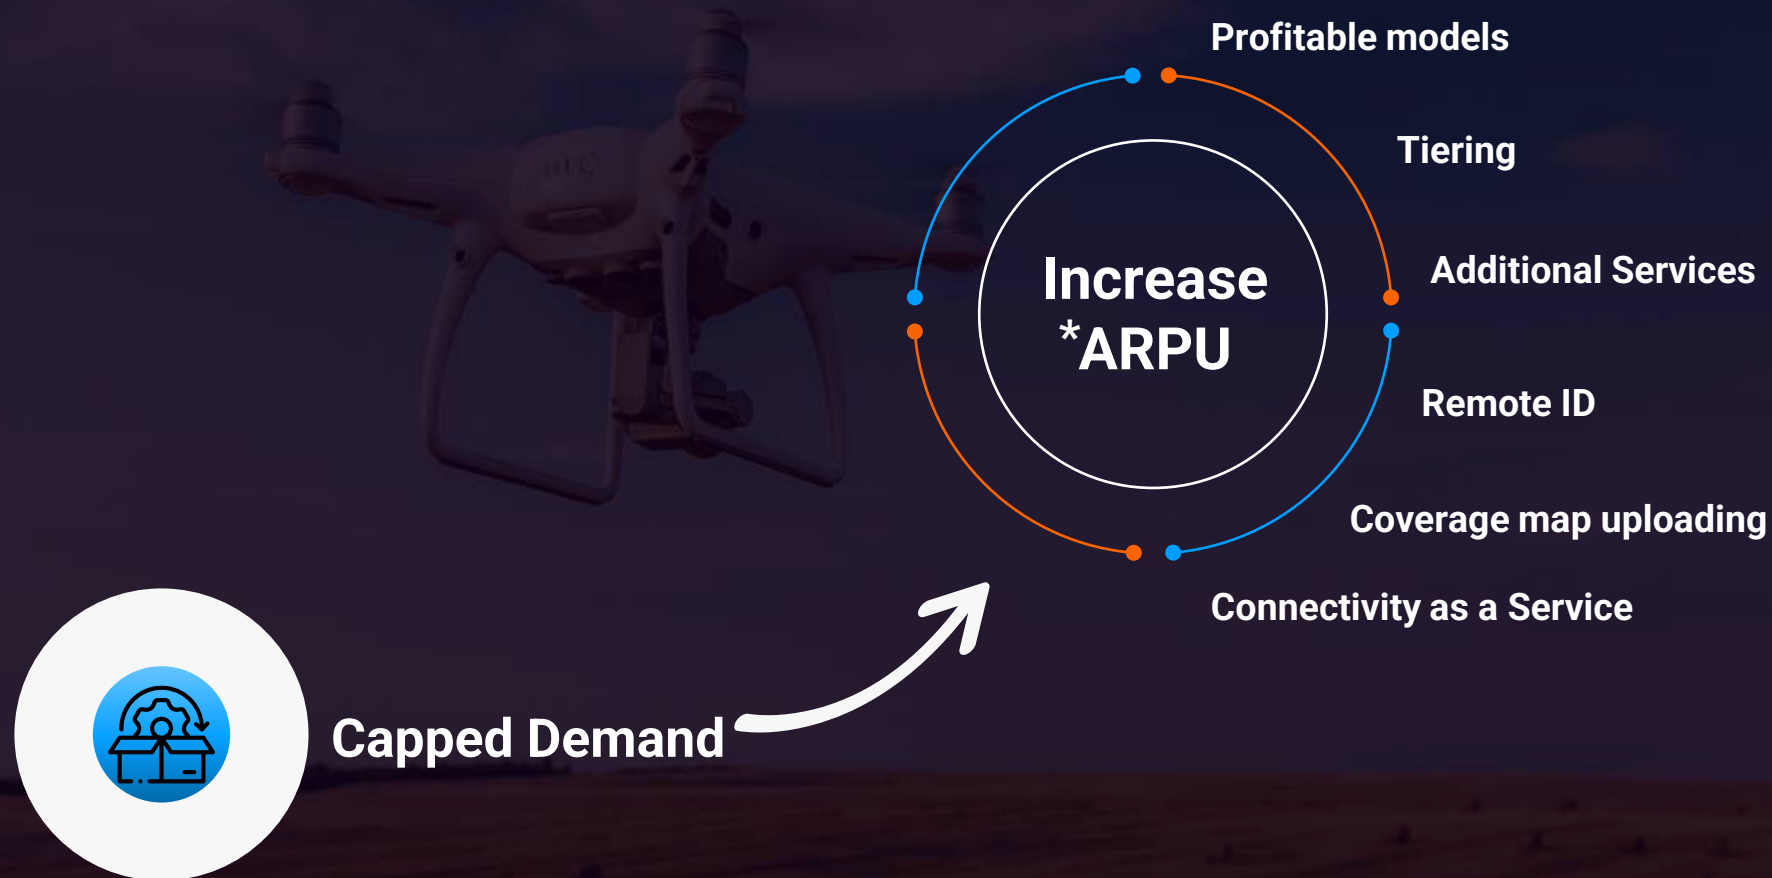 Profitable models
Tiering
Additional Services
Increase
*ARPU
Remote ID
Coverage map uploading
Connectivity as a Service
Capped Demand